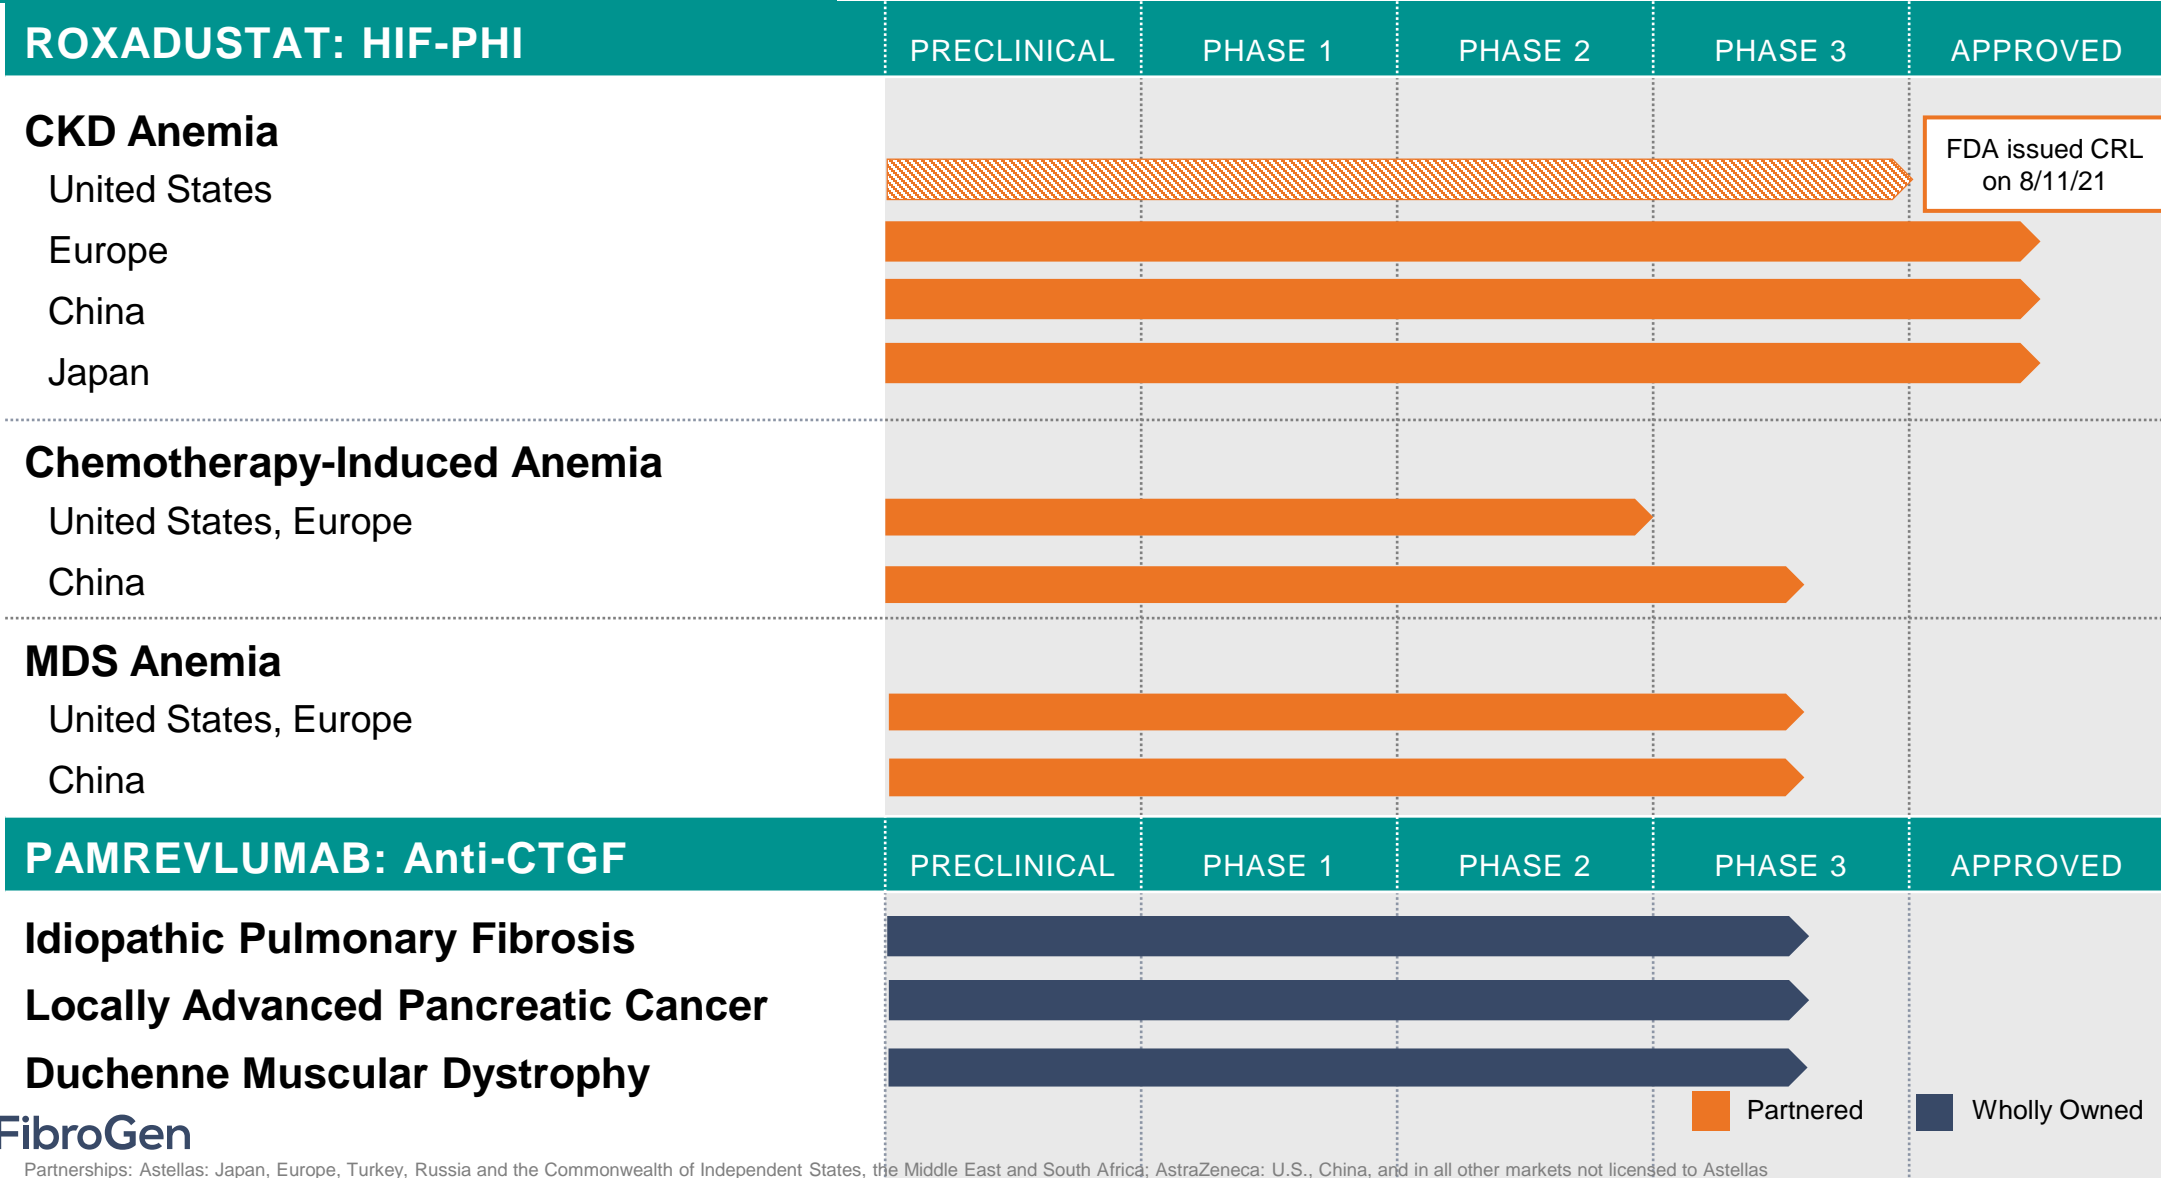 ROXADUSTAT: HIF-PHI PRECLINICAL PHASE 1 PHASE 2 PHASE 3 APPROVED
CKD Anemia
FDA issued CRL
on 8/11/21
United States
Europe
China
Japan
Chemotherapy-Induced Anemia
United States, Europe
China
MDS Anemia
United States, Europe
China
PAMREVLUMAB: Anti-CTGF PRECLINICAL PHASE 1 PHASE 2 PHASE 3 APPROVED
Idiopathic Pulmonary Fibrosis
Locally Advanced Pancreatic Cancer
Duchenne Muscular Dystrophy
Partnered Wholly Owned
FibroGen
Partnerships: Astellas: Japan, Europe, Turkey, Russia and the Commonwealth of Independent States, the Middle East and South Africa; AstraZeneca: U.S., China, and in all other markets not licensed to Astellas